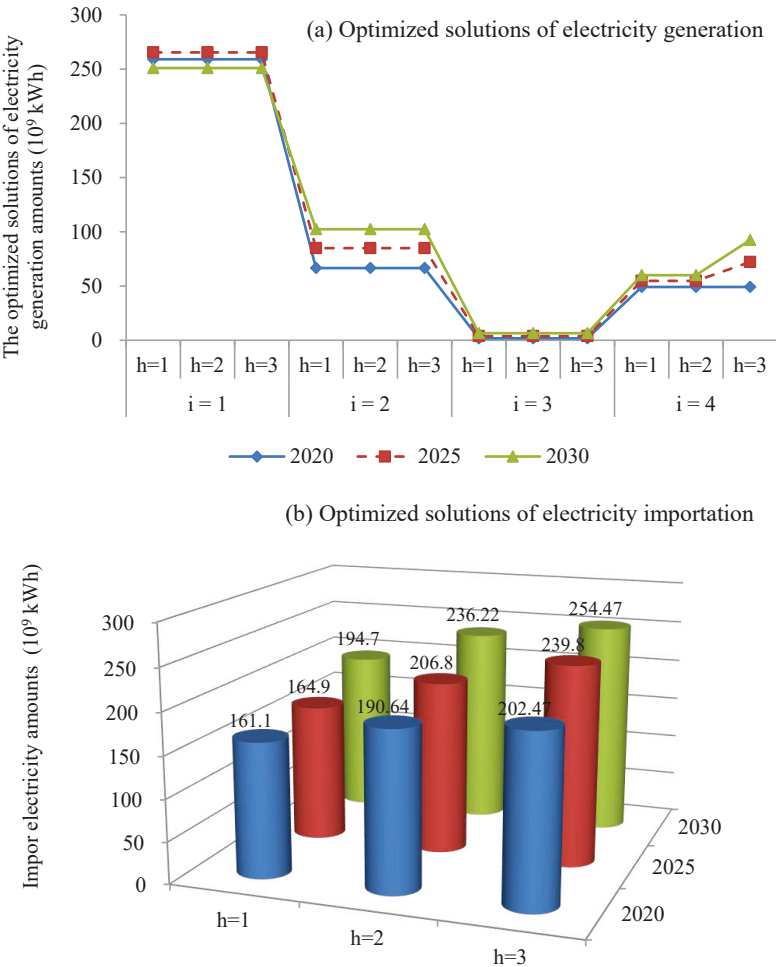 (a) Optimized solutions of electricity generation
The optimized solutions of electricity
generation amounts (10⁹ kWh)
300
250
200
150
100
50
0
h=1 h=2 h=3 h=1 h=2 h=3 h=1 h=2 h=3 h=1 h=2 h=3
i = 1 i = 2 i = 3 i = 4
2020 2025 2030
(b) Optimized solutions of electricity importation
Impor electricity amounts (10⁹ kWh)
300
250
200
150
100
50
0
194.7 236.22 254.47
164.9 206.8 239.8
161.1 190.64 202.47
2030
2025
2020
h=1
h=2
h=3